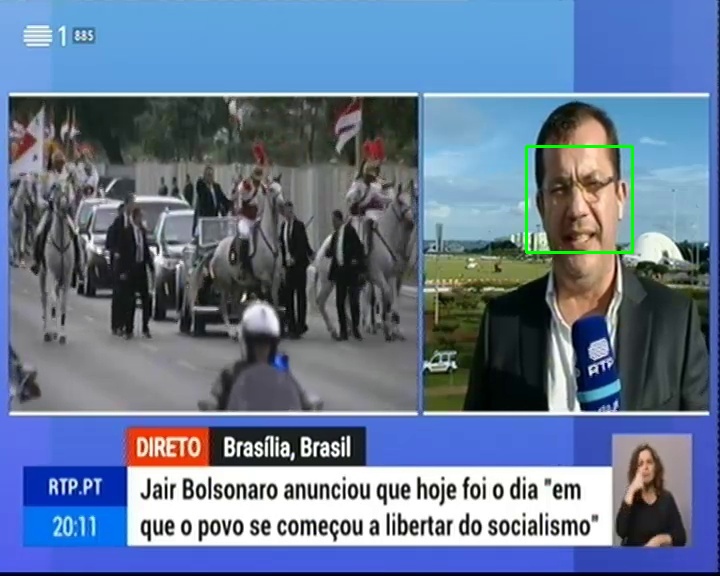 1 885
RTP
DIRETO Brasília, Brasil
RTP.PT
20:11
Jair Bolsonaro anunciou que hoje foi o dia "em
que o povo se começou a libertar do socialismo"